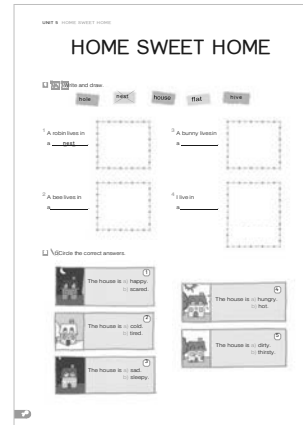 UNIT 5 HOME SWEET HOME
HOME SWEET HOME
Write and draw.
hole nest house flat hive
1 A robin lives in
a nest
3 A bunny lives in
a
2 A bee lives in
a
4 I live in
a
Circle the correct answers.
1
The house is a) happy.
b) scared.
2
The house is a) cold.
b) tired.
3
The house is a) sad.
b) sleepy.
4
The house is a) hungry.
b) hot.
5
The house is a) dirty.
b) thirsty.